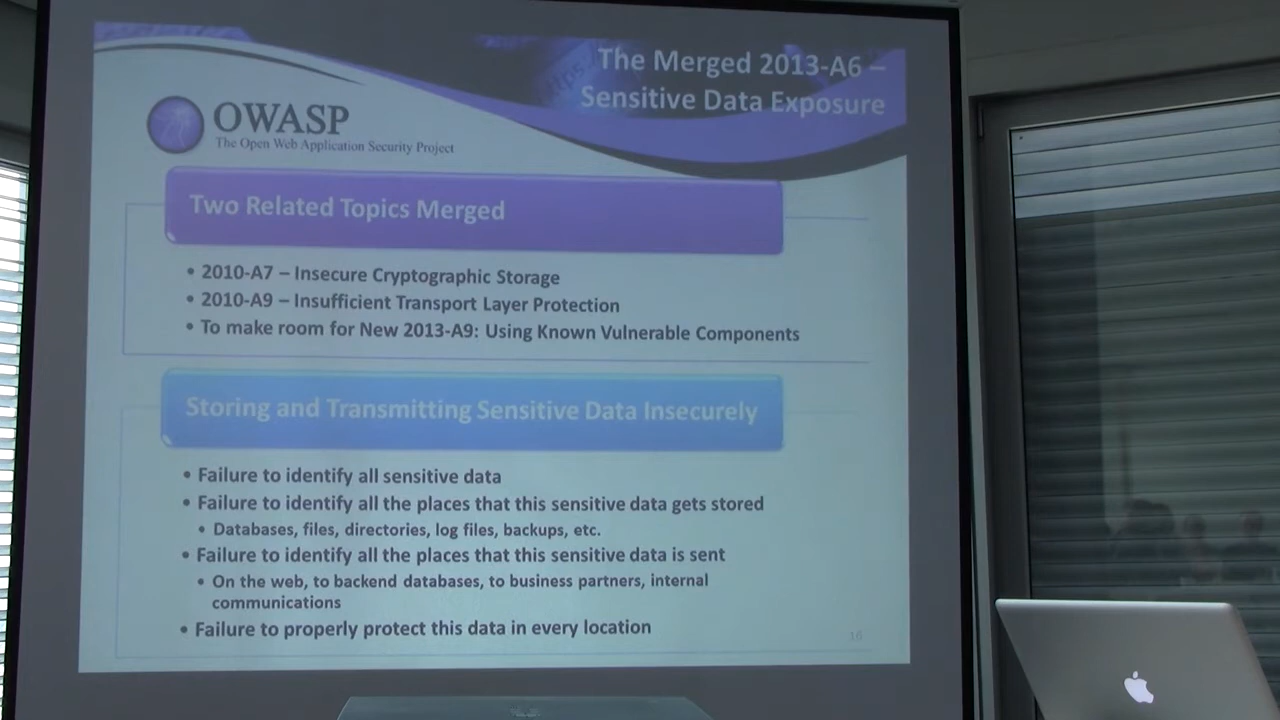 The Merged 2013-A6 –
Sensitive Data Exposure
OWASP
The Open Web Application Security Project
Two Related Topics Merged
• 2010-A7 – Insecure Cryptographic Storage
• 2010-A9 – Insufficient Transport Layer Protection
• To make room for New 2013-A9: Using Known Vulnerable Components
Storing and Transmitting Sensitive Data Insecurely
• Failure to identify all sensitive data
• Failure to identify all the places that this sensitive data gets stored
• Databases, files, directories, log files, backups, etc.
• Failure to identify all the places that this sensitive data is sent
• On the web, to backend databases, to business partners, internal
communications
• Failure to properly protect this data in every location
16